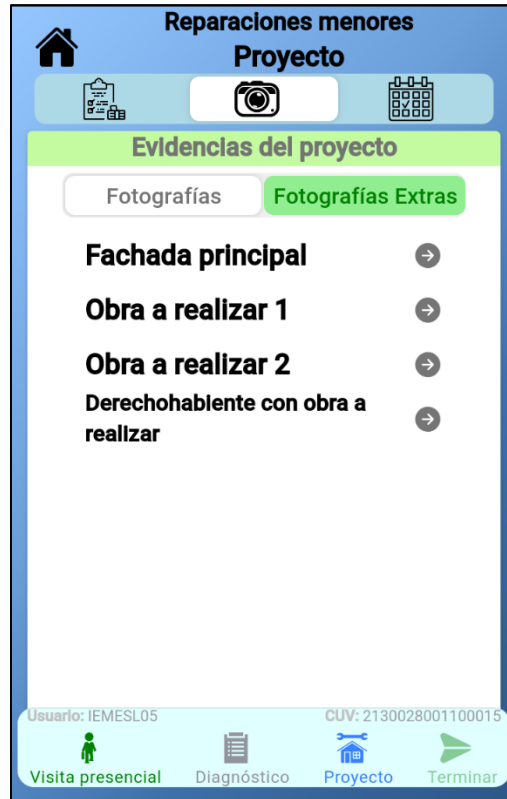 Reparaciones menores
Proyecto
Evidencias del proyecto
Fotografías Fotografías Extras
Fachada principal
Obra a realizar 1
Obra a realizar 2
Derechohabiente con obra a
realizar
Usuario: IEMESL05 CUV: 2130028001100015
Visita presencial Diagnóstico Proyecto Terminar